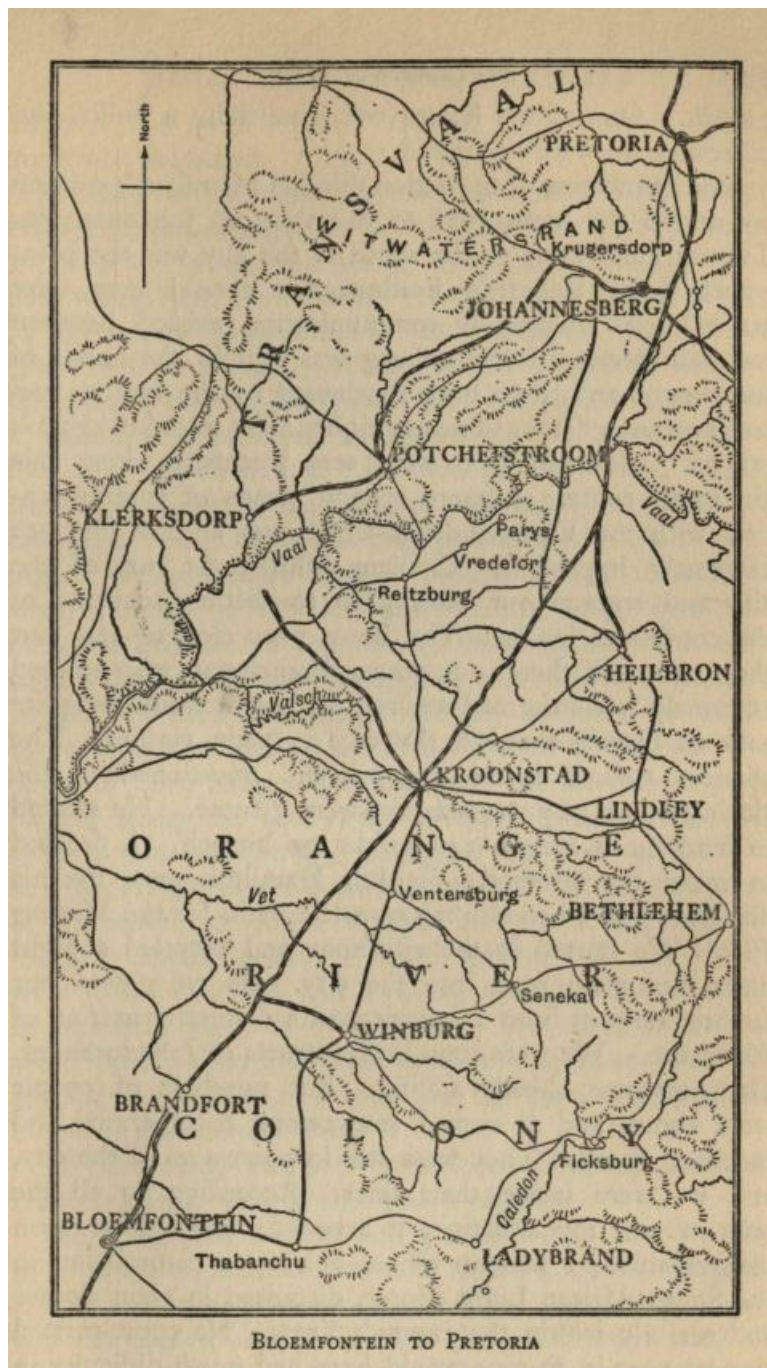 North
TRANSVAAL
PRETORIA
WITWATERSRAND
Krugersdorp
JOHANNESBERG
POTCHEFSTROOM
KLERKSDORP
Vaal
Parys
Vaal
Vredefort
Reitzburg
HEILBRON
Valsch
KROONSTAD
LINDLEY
ORANGE
Vet
Ventersburg
BETHLEHEM
RIVER
Senekal
WINBURG
BRANDFORT
COLONY
Ficksburg
Caledon
BLOEMFONTEIN
Thabanchu
LADYBRAND
BLOEMFONTEIN TO PRETORIA